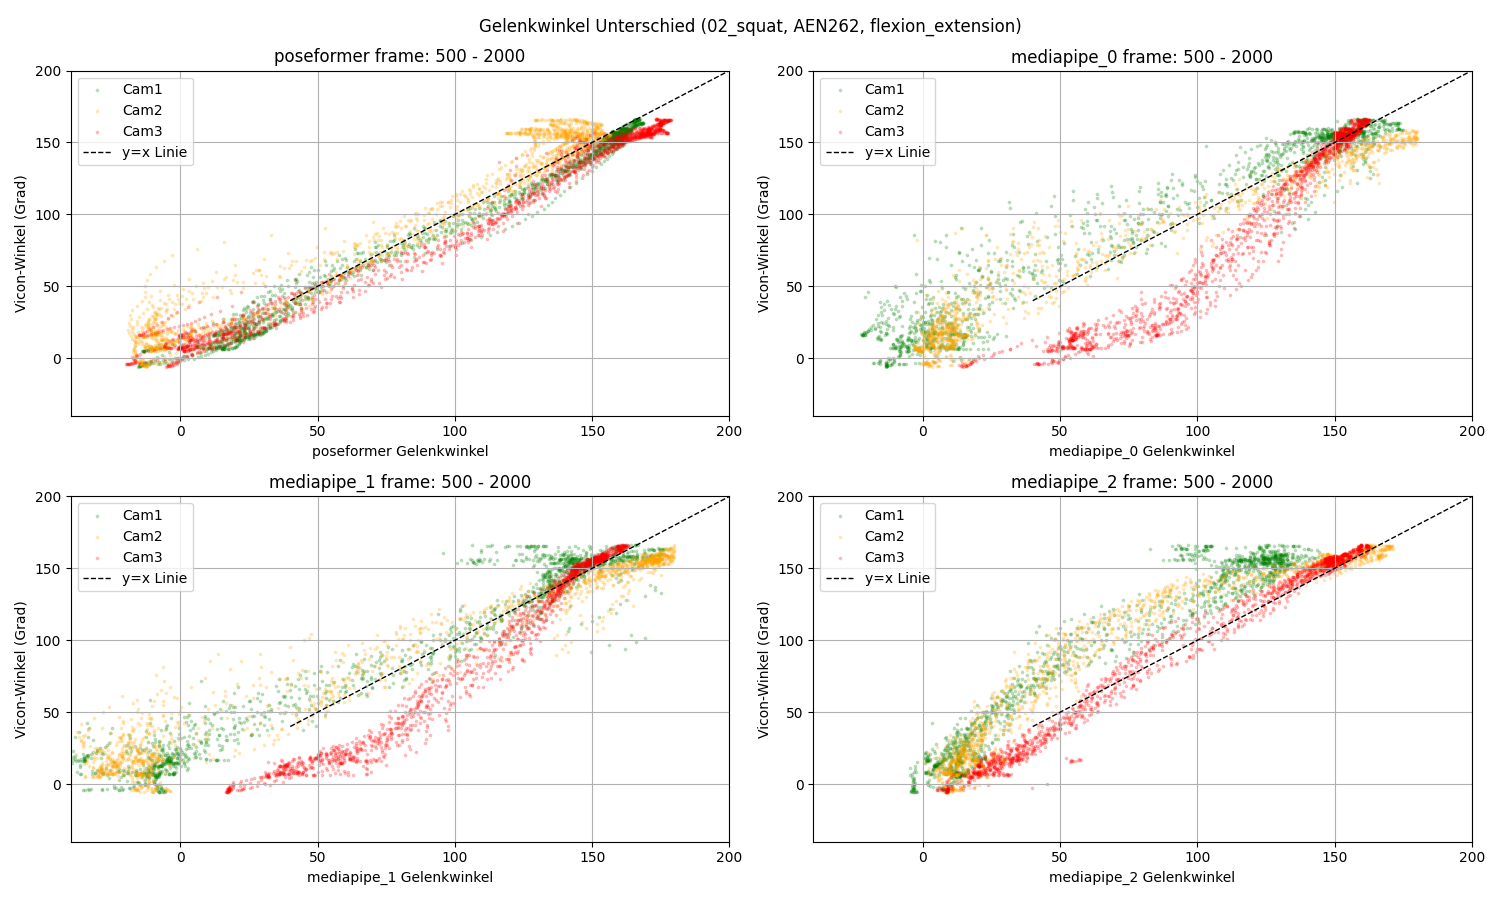 Gelenkwinkel Unterschied (02_squat, AEN262, flexion_extension)
poseformer frame: 500 - 2000
200
150
100
50
0
Vicon-Winkel (Grad)
Cam1
Cam2
Cam3
y=x Linie
0 50 100 150 200
poseformer Gelenkwinkel
mediapipe_0 frame: 500 - 2000
200
150
100
50
0
Vicon-Winkel (Grad)
Cam1
Cam2
Cam3
y=x Linie
0 50 100 150 200
mediapipe_0 Gelenkwinkel
mediapipe_1 frame: 500 - 2000
200
150
100
50
0
Vicon-Winkel (Grad)
Cam1
Cam2
Cam3
y=x Linie
0 50 100 150 200
mediapipe_1 Gelenkwinkel
mediapipe_2 frame: 500 - 2000
200
150
100
50
0
Vicon-Winkel (Grad)
Cam1
Cam2
Cam3
y=x Linie
0 50 100 150 200
mediapipe_2 Gelenkwinkel